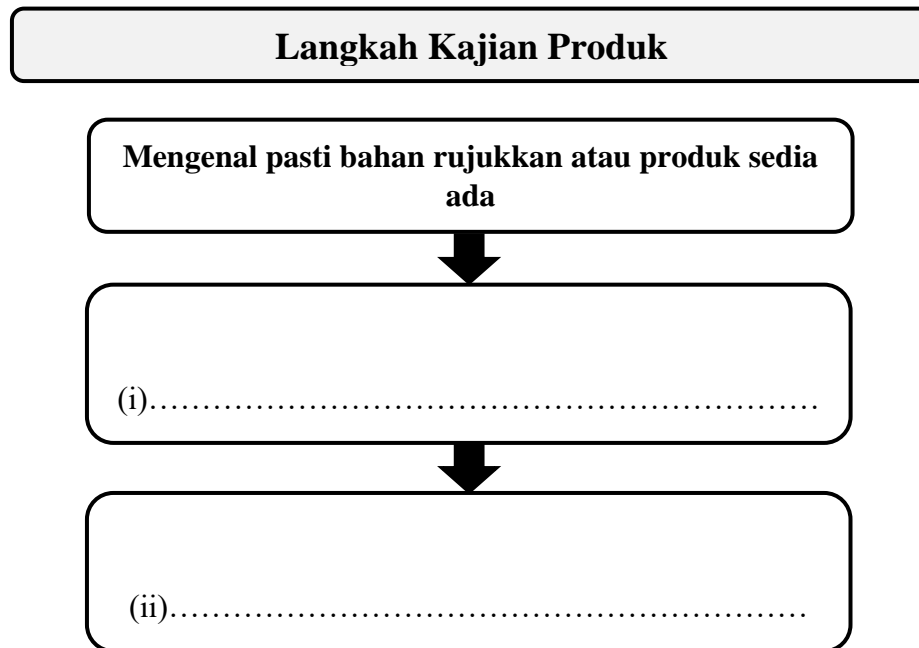 Langkah Kajian Produk
Mengenal pasti bahan rujukkan atau produk sedia
ada
(i)……………………………………………………………
(ii)…………………………………………………………